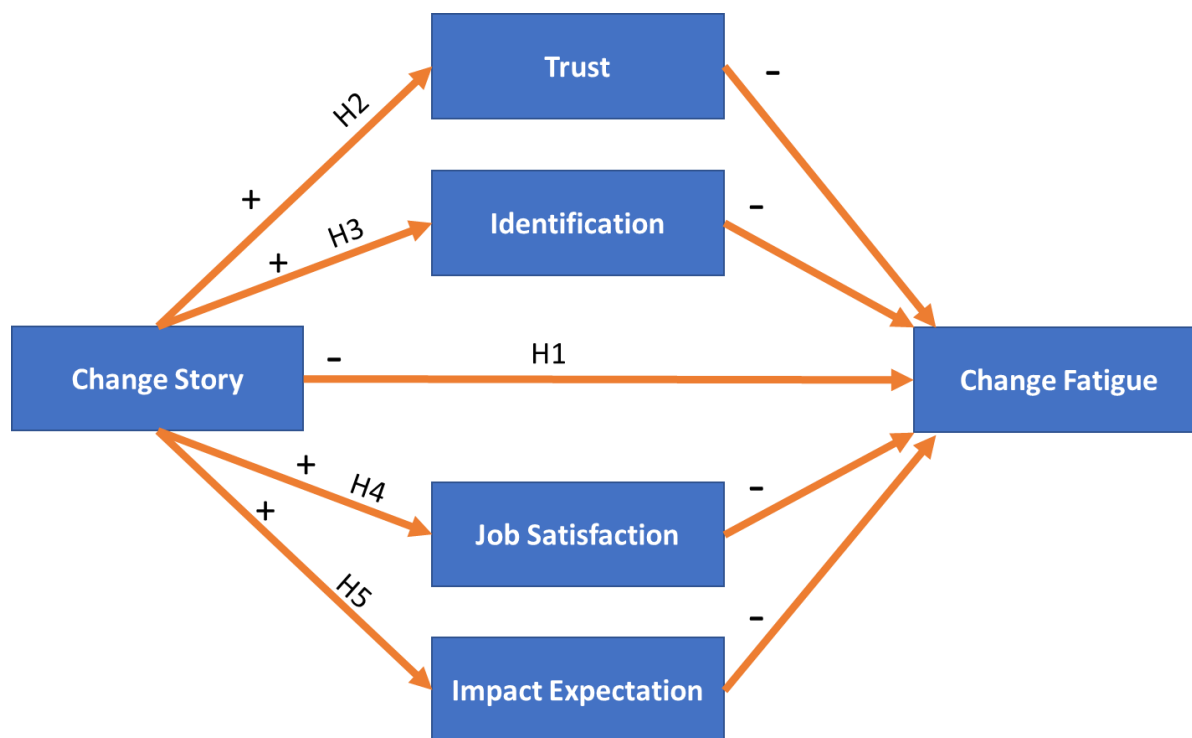 Trust
-
H2
+
Identification
-
H3
+
Change Story
-
H1
Change Fatigue
+
H4
-
Job Satisfaction
+
H5
-
Impact Expectation